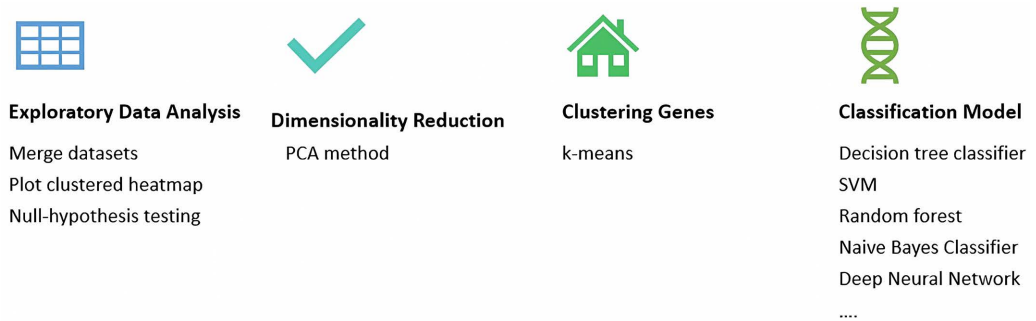 Exploratory Data Analysis
Merge datasets
Plot clustered heatmap
Null-hypothesis testing
Dimensionality Reduction
PCA method
Clustering Genes
k-means
Classification Model
Decision tree classifier
SVM
Random forest
Naive Bayes Classifier
Deep Neural Network
....